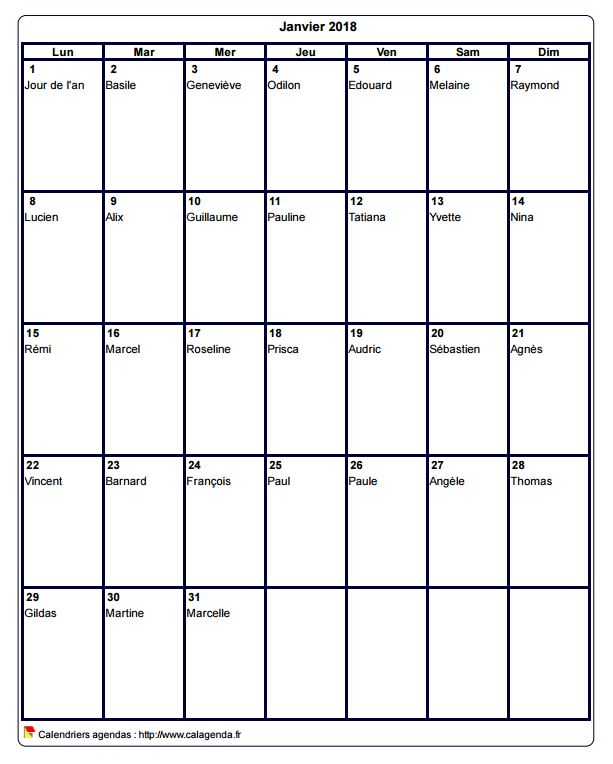 Janvier 2018
Lun Mar Mer Jeu Ven Sam Dim
1 2 3 4 5 6 7
Jour de l'an Basile Geneviève Odilon Edouard Melaine Raymond
8 9 10 11 12 13 14
Lucien Alix Guillaume Pauline Tatiana Yvette Nina
15 16 17 18 19 20 21
Rémi Marcel Roseline Prisca Audric Sébastien Agnès
22 23 24 25 26 27 28
Vincent Barnard François Paul Paule Angèle Thomas
29 30 31
Gildas Martine Marcelle
Calendriers agendas : http://www.calagenda.fr